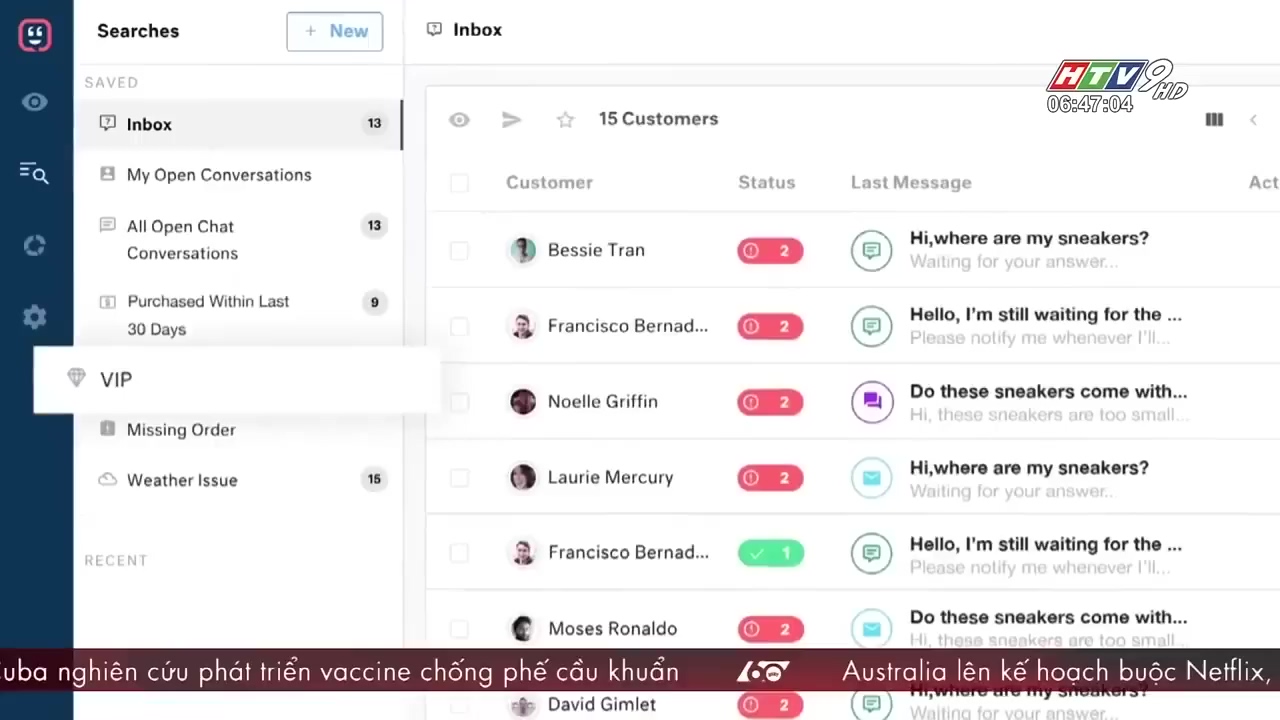 Searches
+ New
SAVED
Inbox 13
My Open Conversations
All Open Chat 13
Conversations
Purchased Within Last 9
30 Days
VIP
Missing Order
Weather Issue 15
RECENT
Inbox
HTV9 HD
06:47:04
15 Customers
Customer Status Last Message Act
Bessie Tran 2 Hi,where are my sneakers?
Waiting for your answer...
Francisco Bernad... 2 Hello, I'm still waiting for the ...
Please notify me whenever I'll...
Noelle Griffin 2 Do these sneakers come with...
Hi, these sneakers are too small...
Laurie Mercury 2 Hi,where are my sneakers?
Waiting for your answer...
Francisco Bernad... 1 Hello, I'm still waiting for the ...
Please notify me whenever I'll...
Moses Ronaldo 2 Do these sneakers come with...
Hi, these sneakers are too small...
Cuba nghiên cứu phát triển vaccine chống phế cầu khuẩn 60 Australia lên kế hoạch buộc Netflix,
David Gimlet 2 Hi,where are my sneakers?
Waiting for your answer...